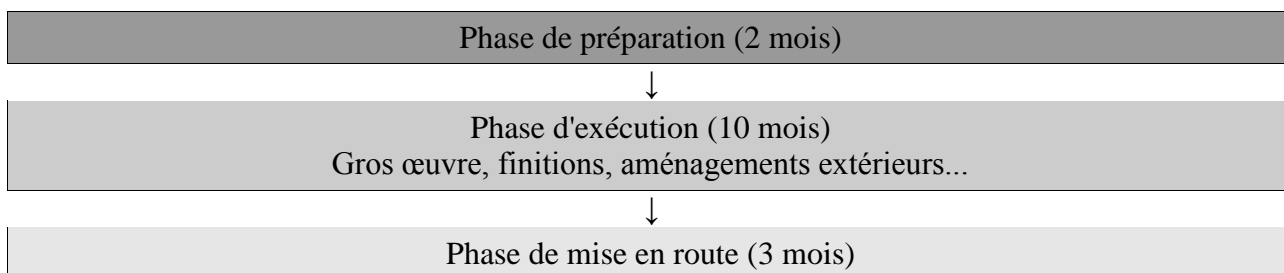 Phase de préparation (2 mois)
↓
Phase d'exécution (10 mois)
Gros œuvre, finitions, aménagements extérieurs...
↓
Phase de mise en route (3 mois)